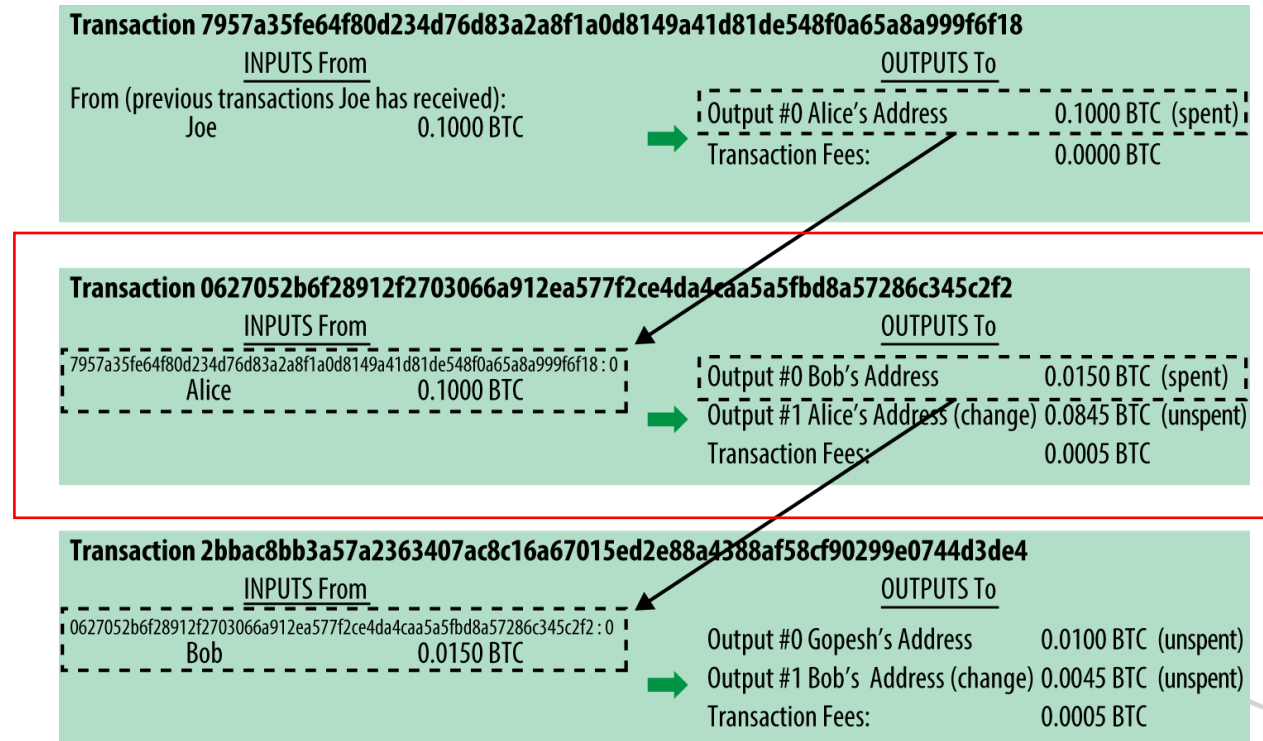 Transaction 7957a35fe64f80d234d76d83a2a8f1a0d8149a41d81de548f0a65a8a999f6f18
INPUTS From
OUTPUTS To
From (previous transactions Joe has received):
Joe 0.1000 BTC
Output #0 Alice's Address 0.1000 BTC (spent)
Transaction Fees: 0.0000 BTC
Transaction 0627052b6f28912f2703066a912ea577f2ce4da4caa5a5fbd8a57286c345c2f2
INPUTS From
OUTPUTS To
7957a35fe64f80d234d76d83a2a8f1a0d8149a41d81de548f0a65a8a999f6f18 : 0
Alice 0.1000 BTC
Output #0 Bob's Address 0.0150 BTC (spent)
Output #1 Alice's Address (change) 0.0845 BTC (unspent)
Transaction Fees: 0.0005 BTC
Transaction 2bbac8bb3a57a2363407ac8c16a67015ed2e88a4388af58cf90299e0744d3de4
INPUTS From
OUTPUTS To
0627052b6f28912f2703066a912ea577f2ce4da4caa5a5fbd8a57286c345c2f2 : 0
Bob 0.0150 BTC
Output #0 Gopesh's Address 0.0100 BTC (unspent)
Output #1 Bob's Address (change) 0.0045 BTC (unspent)
Transaction Fees: 0.0005 BTC